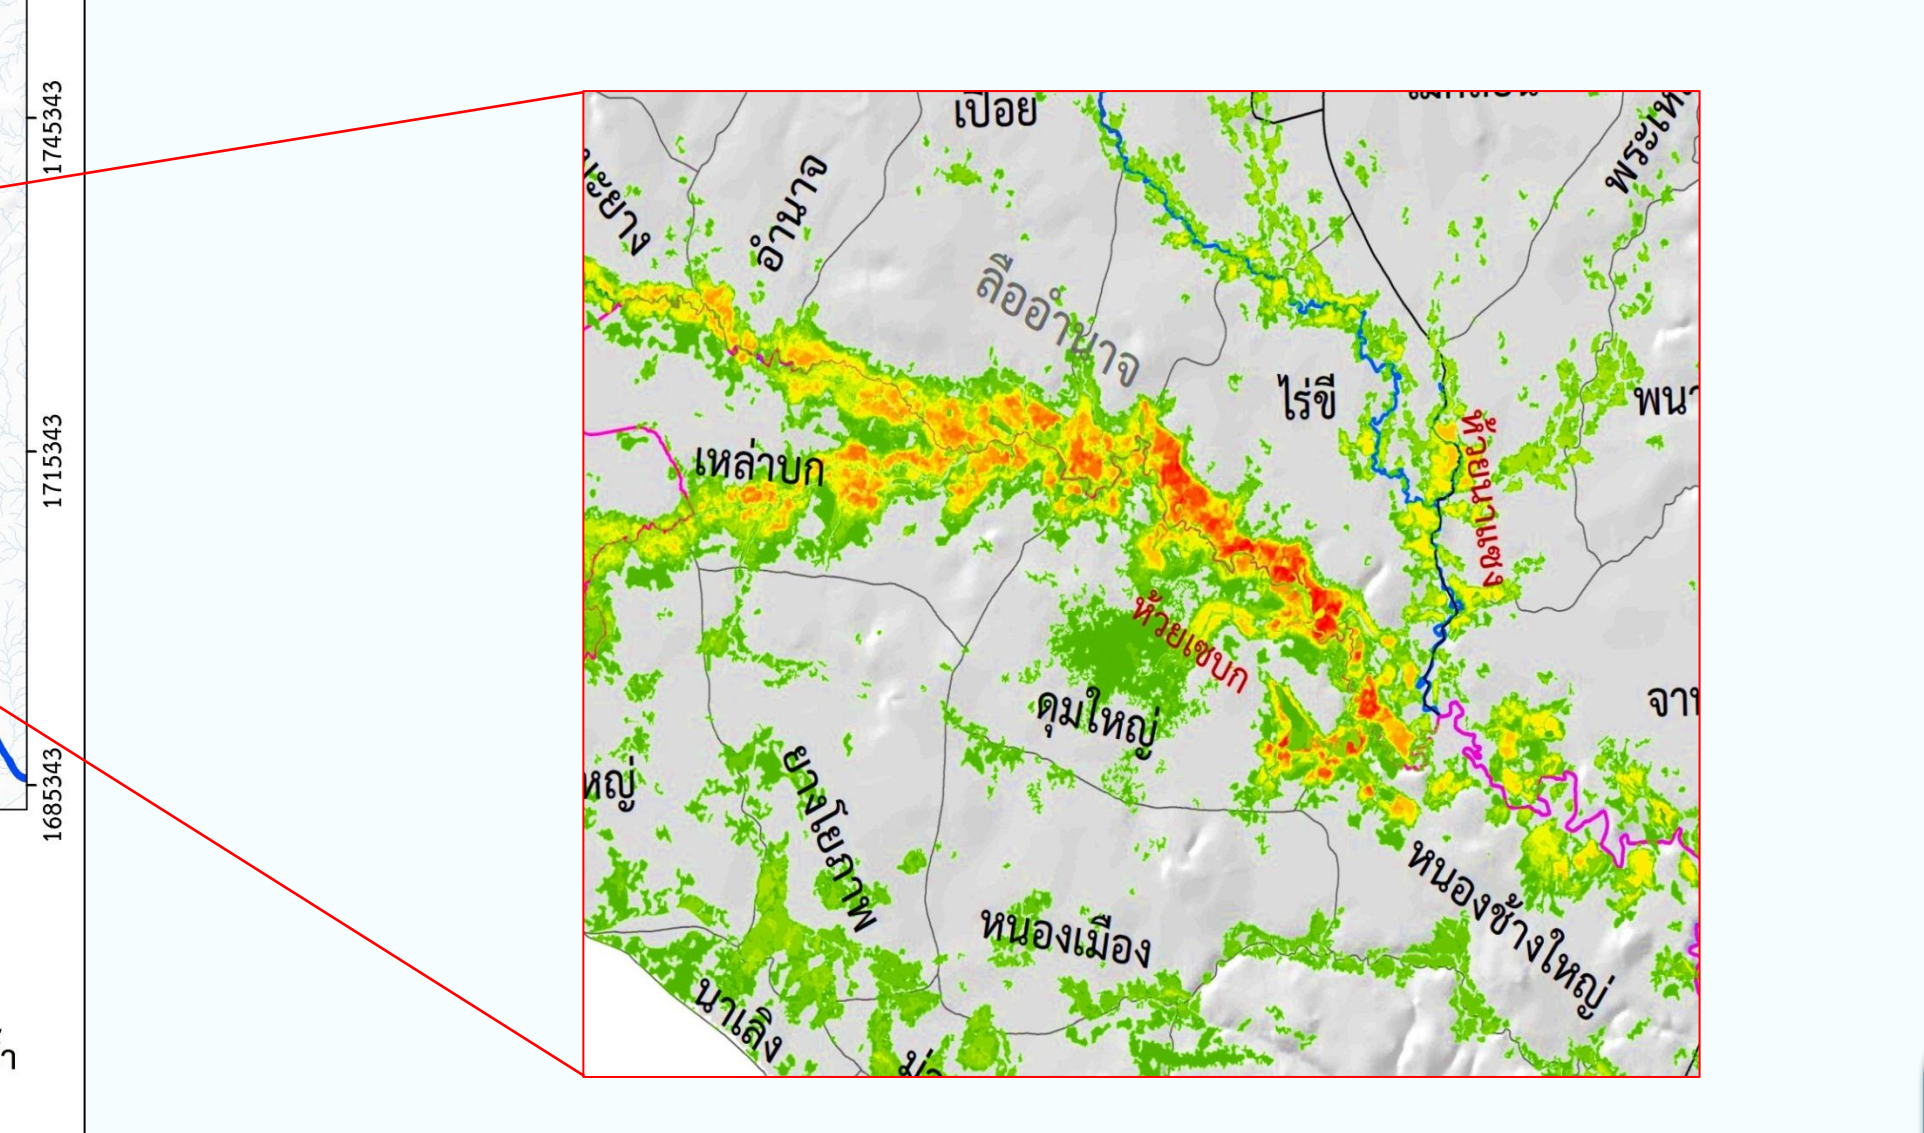 1745343
1715343
1685343
เปือย
อำนาจ
ลืออำนาจ
ไร่ขี
เหล่าบก
ห้วยนาแซง
ห้วยเซบก
ดุมใหญ่
ยางโยภาพ
หนองช้างใหญ่
หนองเมือง
นาเลิง